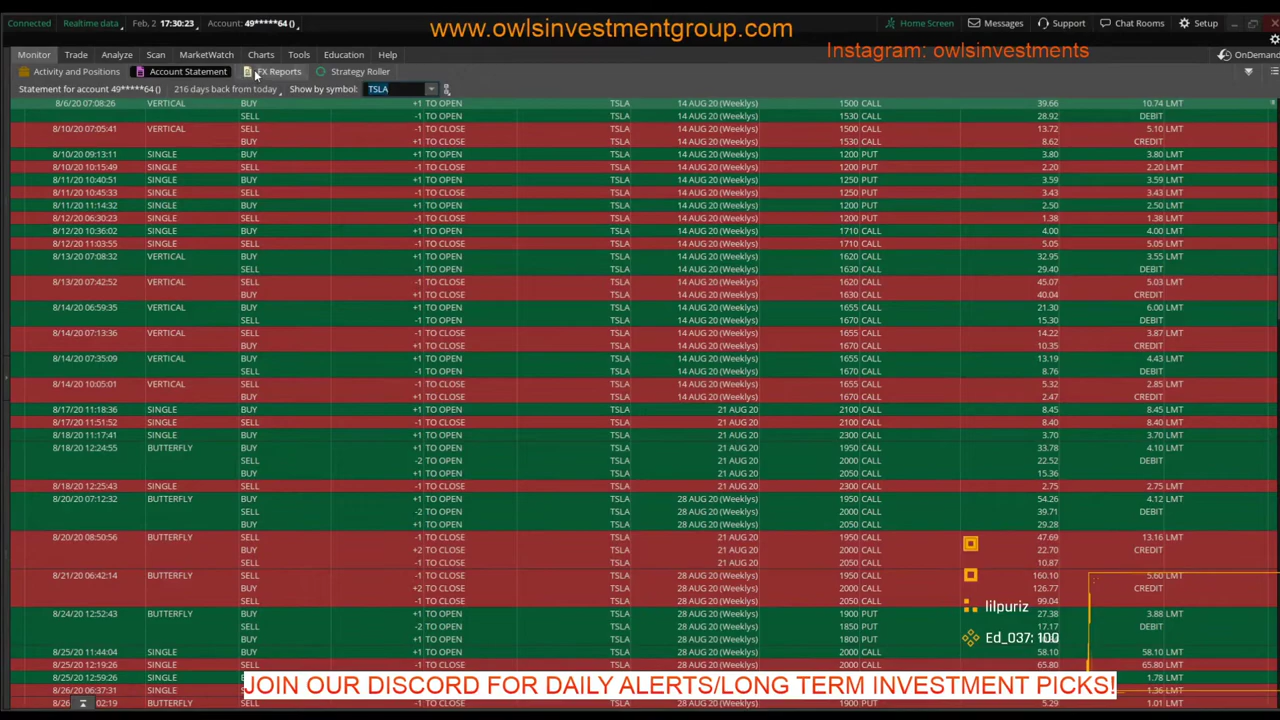 Connected Realtime data Feb, 2 17:30:23 Account: 49*****64 () www.owlsinvestmentgroup.com Home Screen Messages Support Chat Rooms Setup
Monitor Trade Analyze Scan MarketWatch Charts Tools Education Help Instagram: owlsinvestments OnDemand
Activity and Positions Account Statement FX Reports Strategy Roller
Statement for account 49*****64 () 216 days back from today Show by symbol: TSLA
8/6/20 07:08:26 VERTICAL BUY +1 TO OPEN TSLA 14 AUG 20 (Weeklys) 1500 CALL 39.66 10.74 LMT
SELL -1 TO OPEN TSLA 14 AUG 20 (Weeklys) 1530 CALL 28.92 DEBIT
8/10/20 07:05:41 VERTICAL SELL -1 TO CLOSE TSLA 14 AUG 20 (Weeklys) 1500 CALL 13.72 5.10 LMT
BUY +1 TO CLOSE TSLA 14 AUG 20 (Weeklys) 1530 CALL 8.62 CREDIT
8/10/20 09:13:11 SINGLE BUY +1 TO OPEN TSLA 14 AUG 20 (Weeklys) 1200 PUT 3.80 3.80 LMT
8/10/20 10:15:49 SINGLE SELL -1 TO CLOSE TSLA 14 AUG 20 (Weeklys) 1200 PUT 2.20 2.20 LMT
8/11/20 10:40:51 SINGLE BUY +1 TO OPEN TSLA 14 AUG 20 (Weeklys) 1250 PUT 3.59 3.59 LMT
8/11/20 10:45:33 SINGLE SELL -1 TO CLOSE TSLA 14 AUG 20 (Weeklys) 1250 PUT 3.43 3.43 LMT
8/11/20 11:14:32 SINGLE BUY +1 TO OPEN TSLA 14 AUG 20 (Weeklys) 1200 PUT 2.50 2.50 LMT
8/12/20 06:30:23 SINGLE SELL -1 TO CLOSE TSLA 14 AUG 20 (Weeklys) 1200 PUT 1.38 1.38 LMT
8/12/20 10:36:02 SINGLE BUY +1 TO OPEN TSLA 14 AUG 20 (Weeklys) 1710 CALL 4.00 4.00 LMT
8/12/20 11:03:55 SINGLE SELL -1 TO CLOSE TSLA 14 AUG 20 (Weeklys) 1710 CALL 5.05 5.05 LMT
8/13/20 07:08:32 VERTICAL BUY +1 TO OPEN TSLA 14 AUG 20 (Weeklys) 1620 CALL 32.95 3.55 LMT
SELL -1 TO OPEN TSLA 14 AUG 20 (Weeklys) 1630 CALL 29.40 DEBIT
8/13/20 07:42:52 VERTICAL SELL -1 TO CLOSE TSLA 14 AUG 20 (Weeklys) 1620 CALL 45.07 5.03 LMT
BUY +1 TO CLOSE TSLA 14 AUG 20 (Weeklys) 1630 CALL 40.04 CREDIT
8/14/20 06:59:35 VERTICAL BUY +1 TO OPEN TSLA 14 AUG 20 (Weeklys) 1655 CALL 21.30 6.00 LMT
SELL -1 TO OPEN TSLA 14 AUG 20 (Weeklys) 1670 CALL 15.30 DEBIT
8/14/20 07:13:36 VERTICAL SELL -1 TO CLOSE TSLA 14 AUG 20 (Weeklys) 1655 CALL 14.22 3.87 LMT
BUY +1 TO CLOSE TSLA 14 AUG 20 (Weeklys) 1670 CALL 10.35 CREDIT
8/14/20 07:35:09 VERTICAL BUY +1 TO OPEN TSLA 14 AUG 20 (Weeklys) 1655 CALL 13.19 4.43 LMT
SELL -1 TO OPEN TSLA 14 AUG 20 (Weeklys) 1670 CALL 8.76 DEBIT
8/14/20 10:05:01 VERTICAL SELL -1 TO CLOSE TSLA 14 AUG 20 (Weeklys) 1655 CALL 5.32 2.85 LMT
BUY +1 TO CLOSE TSLA 14 AUG 20 (Weeklys) 1670 CALL 2.47 CREDIT
8/17/20 11:18:36 SINGLE BUY +1 TO OPEN TSLA 21 AUG 20 2100 CALL 8.45 8.45 LMT
8/17/20 11:51:52 SINGLE SELL -1 TO CLOSE TSLA 21 AUG 20 2100 CALL 8.40 8.40 LMT
8/18/20 11:17:41 SINGLE BUY +1 TO OPEN TSLA 21 AUG 20 2300 CALL 3.70 3.70 LMT
8/18/20 12:24:55 BUTTERFLY BUY +1 TO OPEN TSLA 21 AUG 20 1950 CALL 33.78 4.10 LMT
SELL -2 TO OPEN TSLA 21 AUG 20 2000 CALL 22.52 DEBIT
BUY +1 TO OPEN TSLA 21 AUG 20 2050 CALL 15.36
8/18/20 12:25:43 SINGLE SELL -1 TO CLOSE TSLA 21 AUG 20 2300 CALL 2.75 2.75 LMT
8/20/20 07:12:32 BUTTERFLY BUY +1 TO OPEN TSLA 28 AUG 20 (Weeklys) 1950 CALL 54.26 4.12 LMT
SELL -2 TO OPEN TSLA 28 AUG 20 (Weeklys) 2000 CALL 39.71 DEBIT
BUY +1 TO OPEN TSLA 28 AUG 20 (Weeklys) 2050 CALL 29.28
8/20/20 08:50:56 BUTTERFLY SELL -1 TO CLOSE TSLA 21 AUG 20 1950 CALL 47.69 13.16 LMT
BUY +2 TO CLOSE TSLA 21 AUG 20 2000 CALL 22.70 CREDIT
SELL -1 TO CLOSE TSLA 21 AUG 20 2050 CALL 10.87
8/21/20 06:42:14 BUTTERFLY SELL -1 TO CLOSE TSLA 28 AUG 20 (Weeklys) 1950 CALL 160.10 5.60 LMT
BUY +2 TO CLOSE TSLA 28 AUG 20 (Weeklys) 2000 CALL 126.77 CREDIT
SELL -1 TO CLOSE TSLA 28 AUG 20 (Weeklys) 2050 CALL 99.04
lilpuriz
8/24/20 12:52:43 BUTTERFLY BUY +1 TO OPEN TSLA 28 AUG 20 (Weeklys) 1900 PUT 27.38 3.88 LMT
SELL -2 TO OPEN TSLA 28 AUG 20 (Weeklys) 1850 PUT 17.17 DEBIT
BUY +1 TO OPEN TSLA 28 AUG 20 (Weeklys) 1800 PUT
Ed_037: 100
8/25/20 11:44:04 SINGLE BUY +1 TO OPEN TSLA 28 AUG 20 (Weeklys) 2000 CALL 58.10 58.10 LMT
8/25/20 12:19:26 SINGLE SELL -1 TO CLOSE TSLA 28 AUG 20 (Weeklys) 2000 CALL 65.80 65.80 LMT
8/25/20 12:59:56 SINGLE 1.78 LMT
8/26/20 06:37:31 SINGLE 1.36 LMT
JOIN OUR DISCORD FOR DAILY ALERTS/LONG TERM INVESTMENT PICKS!
8/26 02:19 BUTTERFLY BUY +1 TO OPEN TSLA 28 AUG 20 (Weeklys) 1900 PUT 5.29 1.01 LMT